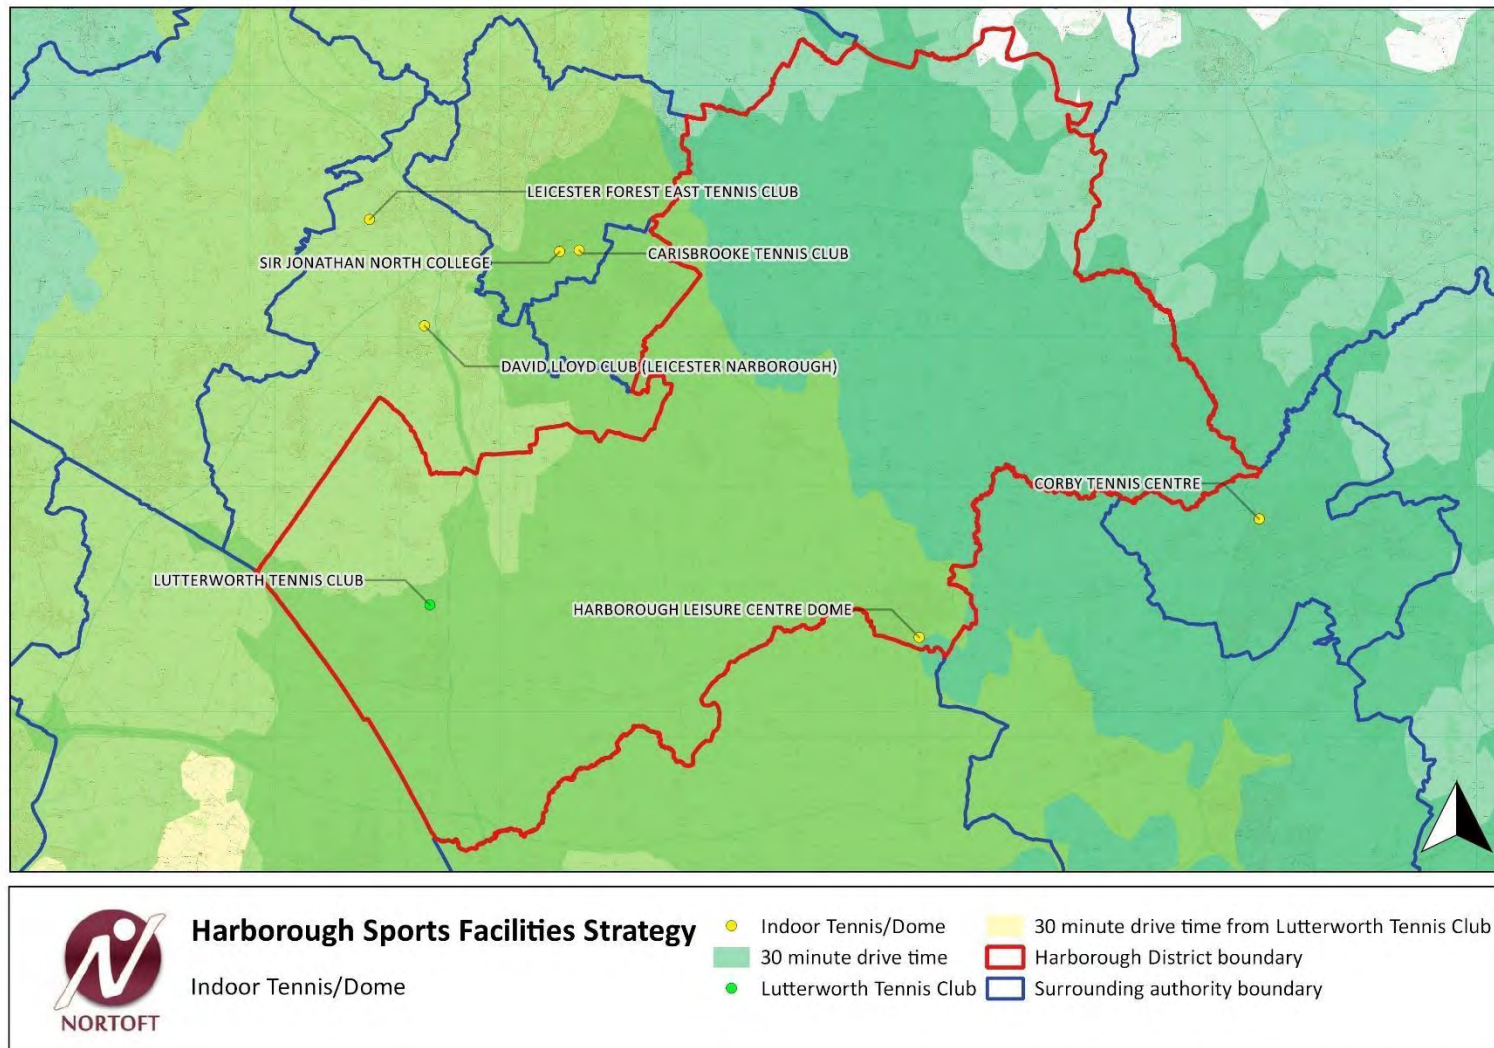 LEICESTER FOREST EAST TENNIS CLUB
SIR JONATHAN NORTH COLLEGE
CARISBROOKE TENNIS CLUB
DAVID LLOYD CLUB (LEICESTER NARBOROUGH)
CORBY TENNIS CENTRE
LUTTERWORTH TENNIS CLUB
HARBOROUGH LEISURE CENTRE DOME
NORTOFT
Harborough Sports Facilities Strategy
Indoor Tennis/Dome
Indoor Tennis/Dome
30 minute drive time
Lutterworth Tennis Club
30 minute drive time from Lutterworth Tennis Club
Harborough District boundary
Surrounding authority boundary